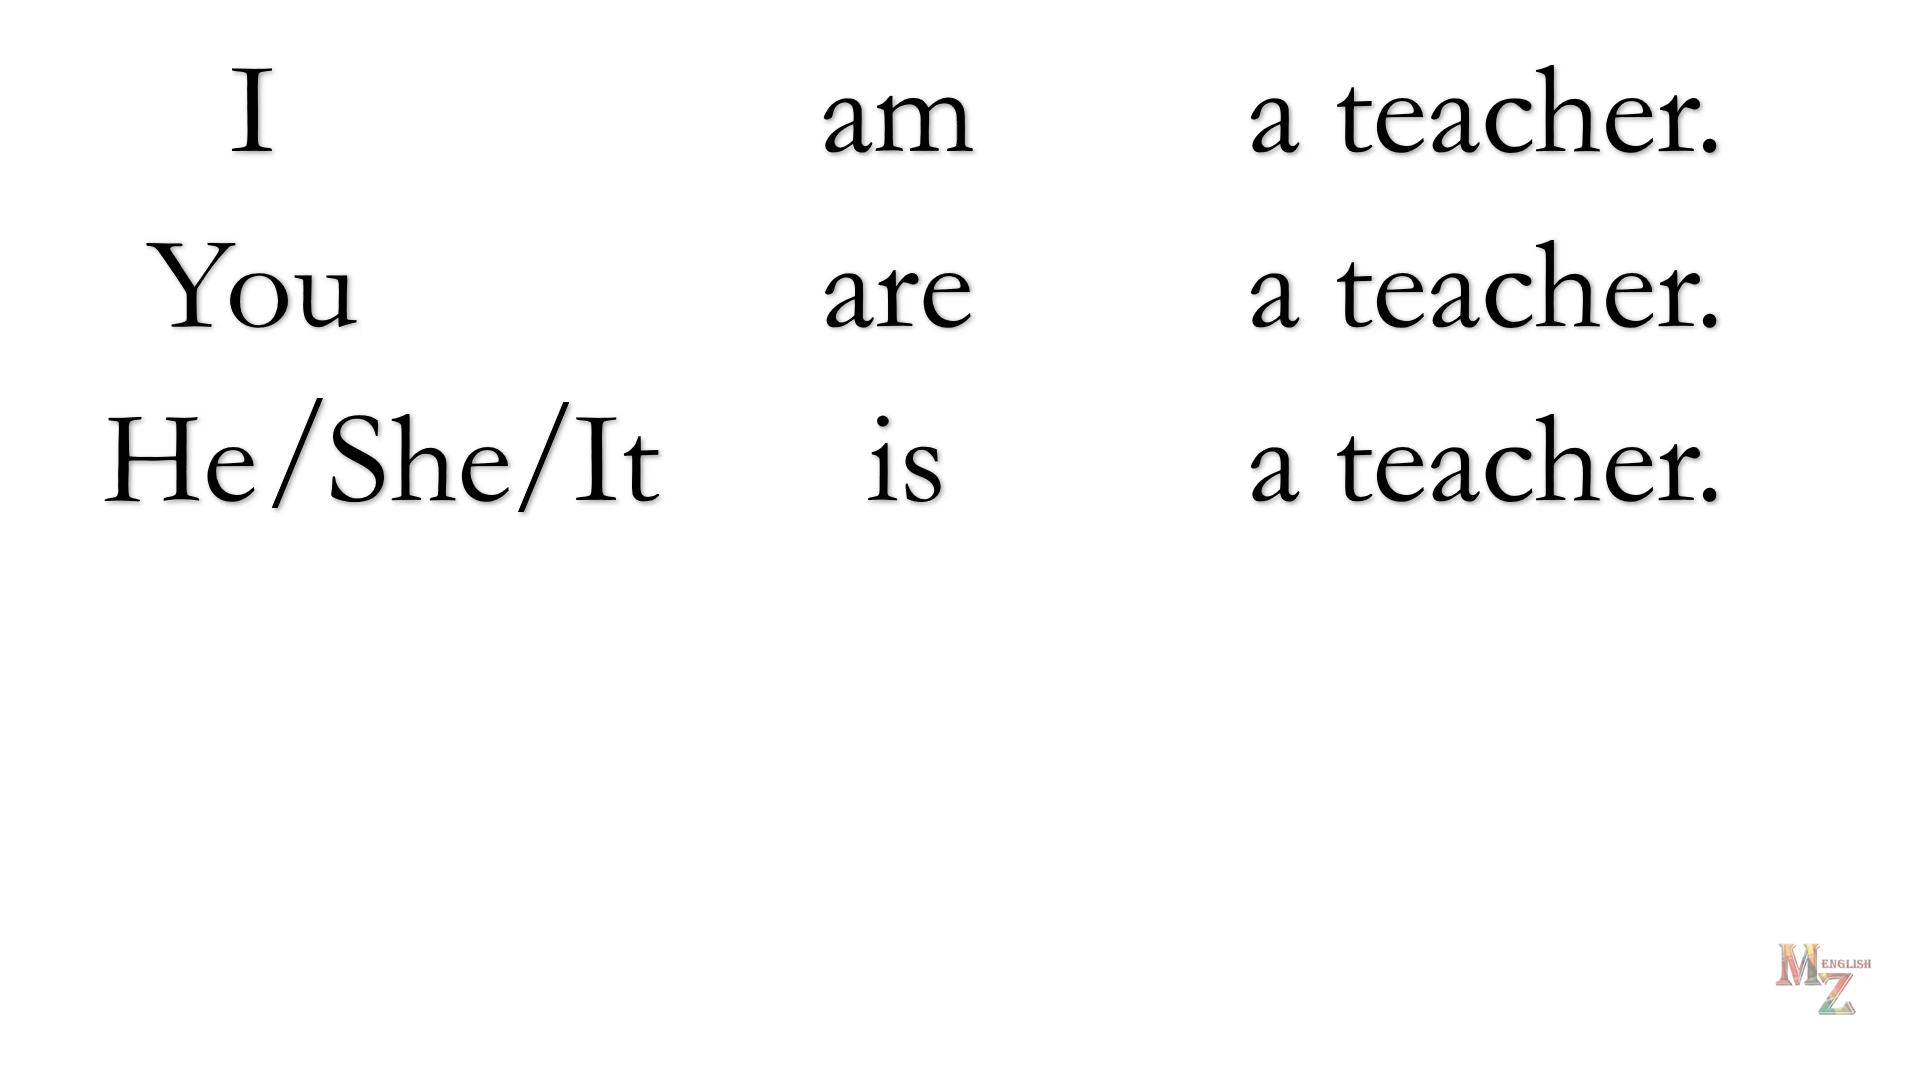 I am a teacher.
You are a teacher.
He/She/It is a teacher.
MZ ENGLISH